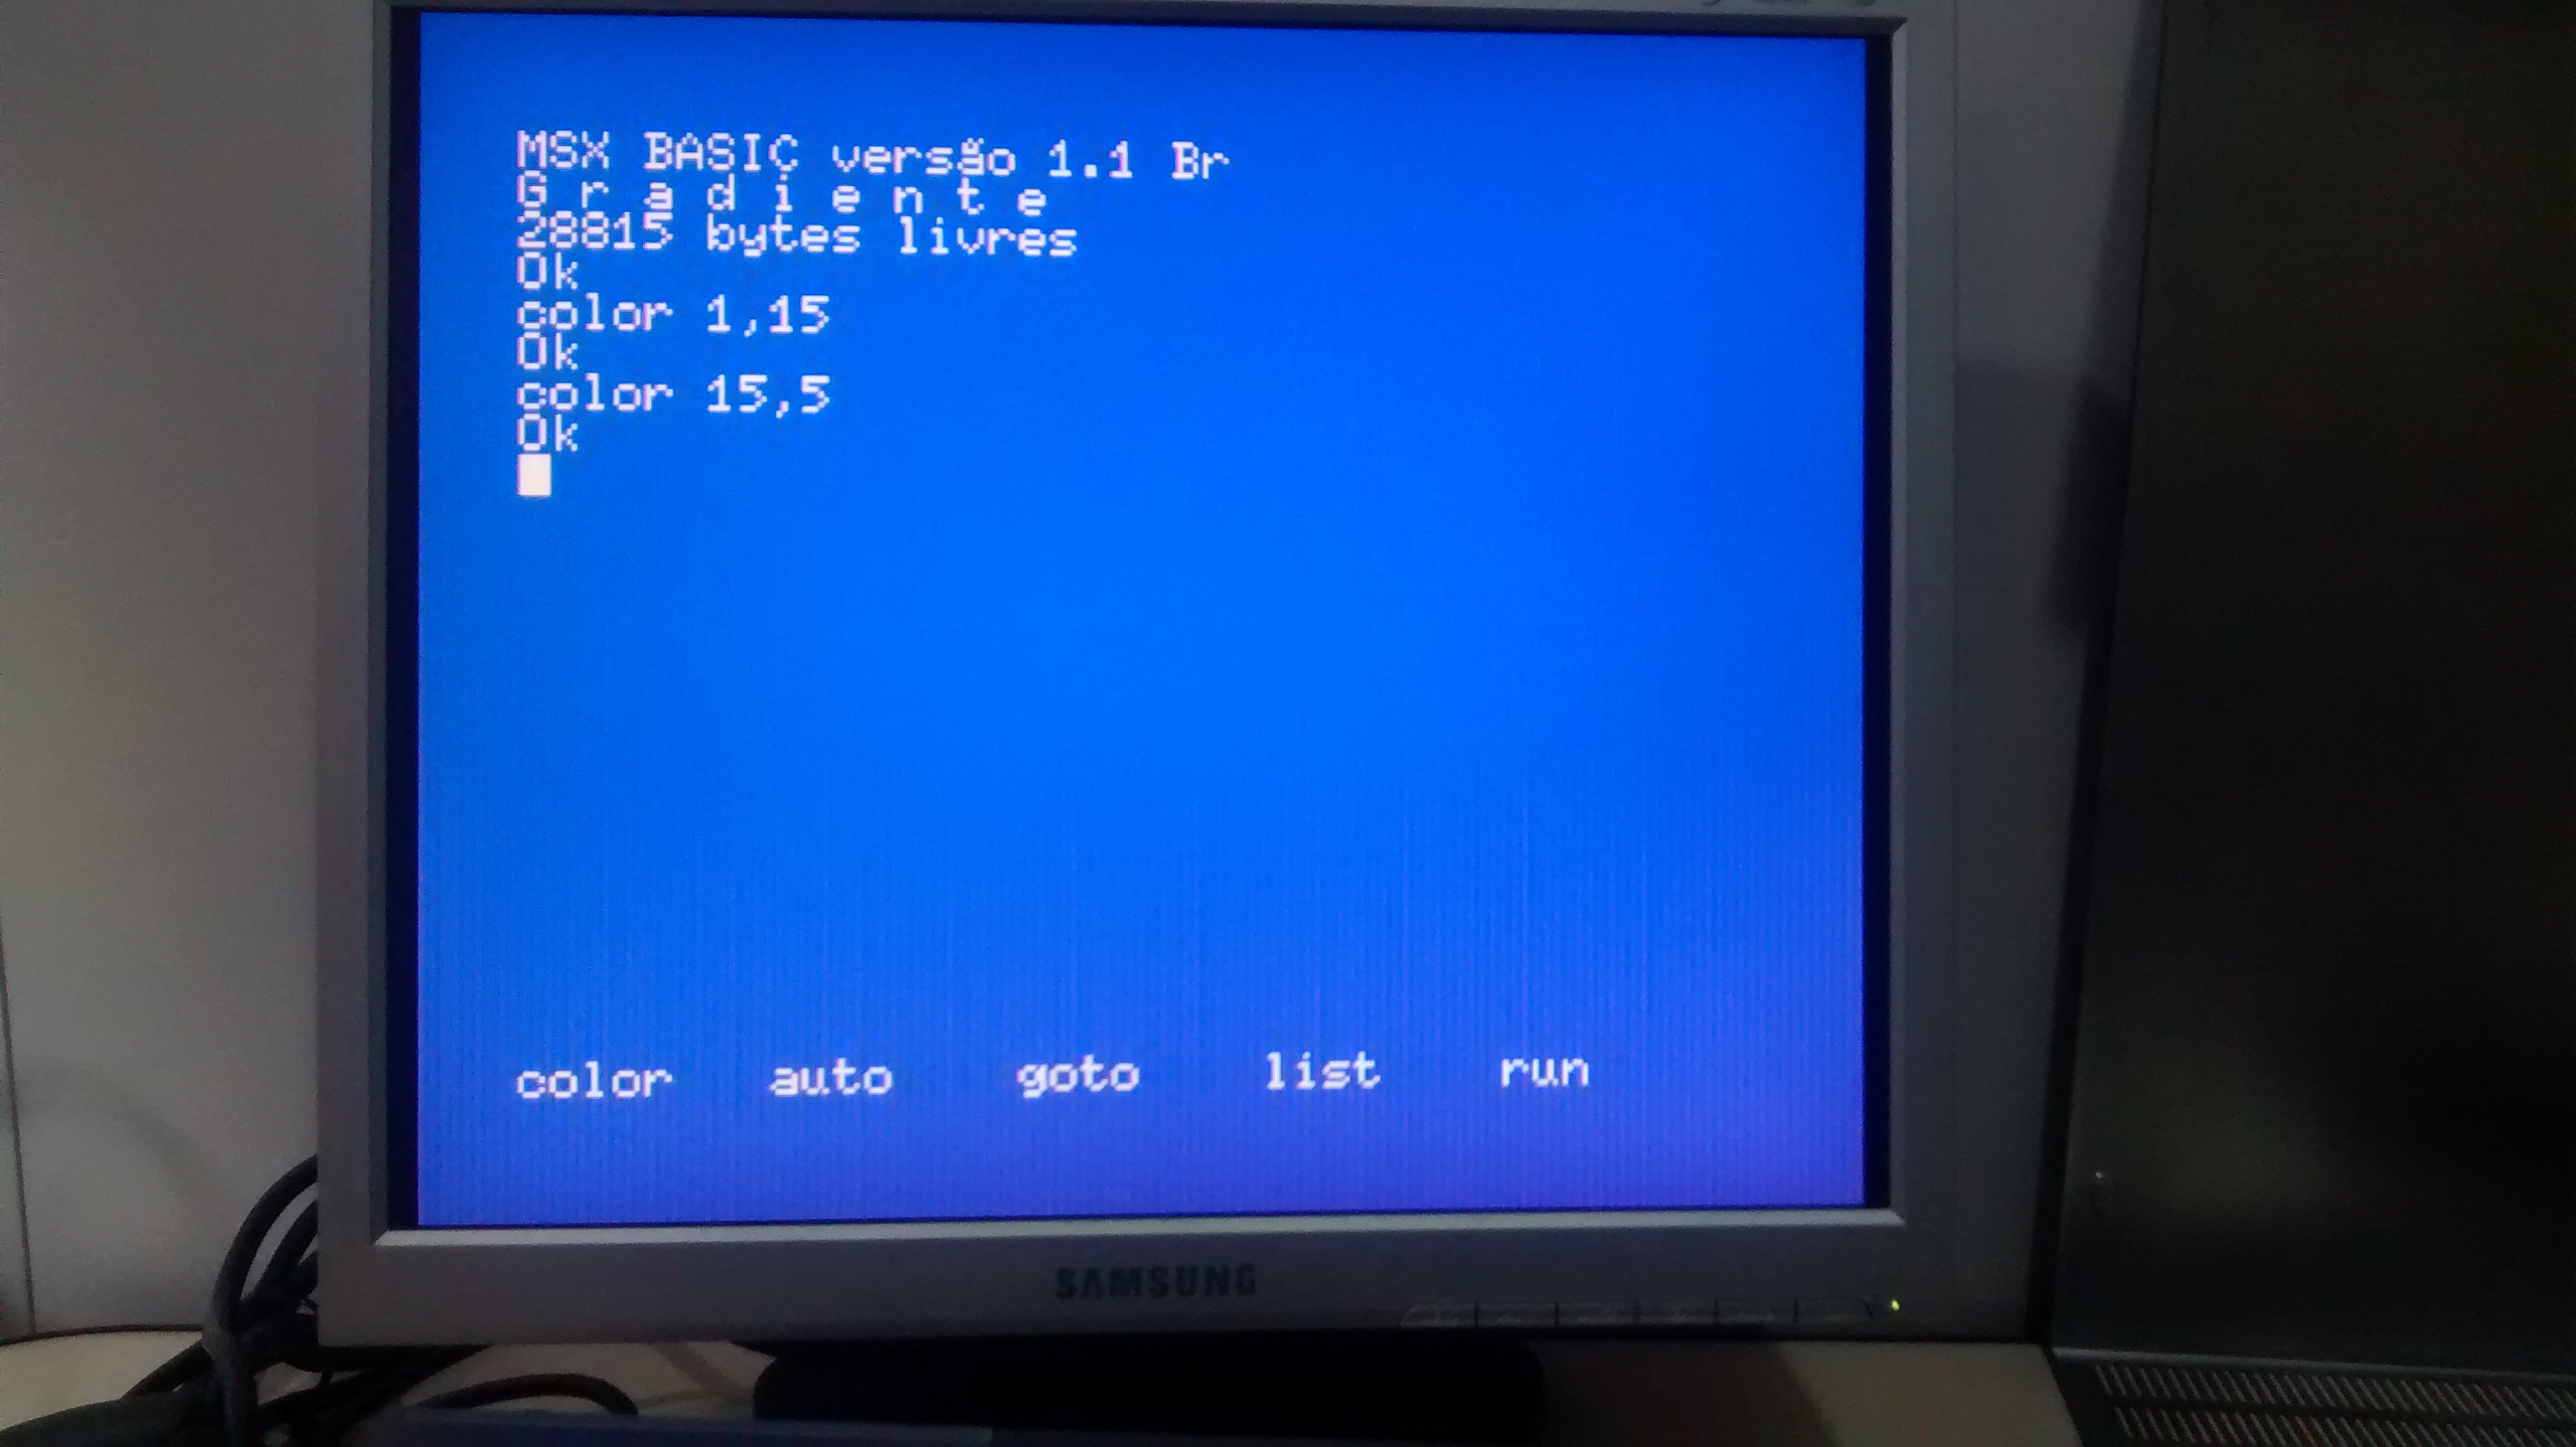 MSX BASIC versão 1.1 Br
G r a d i e n t e
28815 bytes livres
Ok
color 1,15
Ok
color 15,5
Ok
color auto goto list run
SAMSUNG